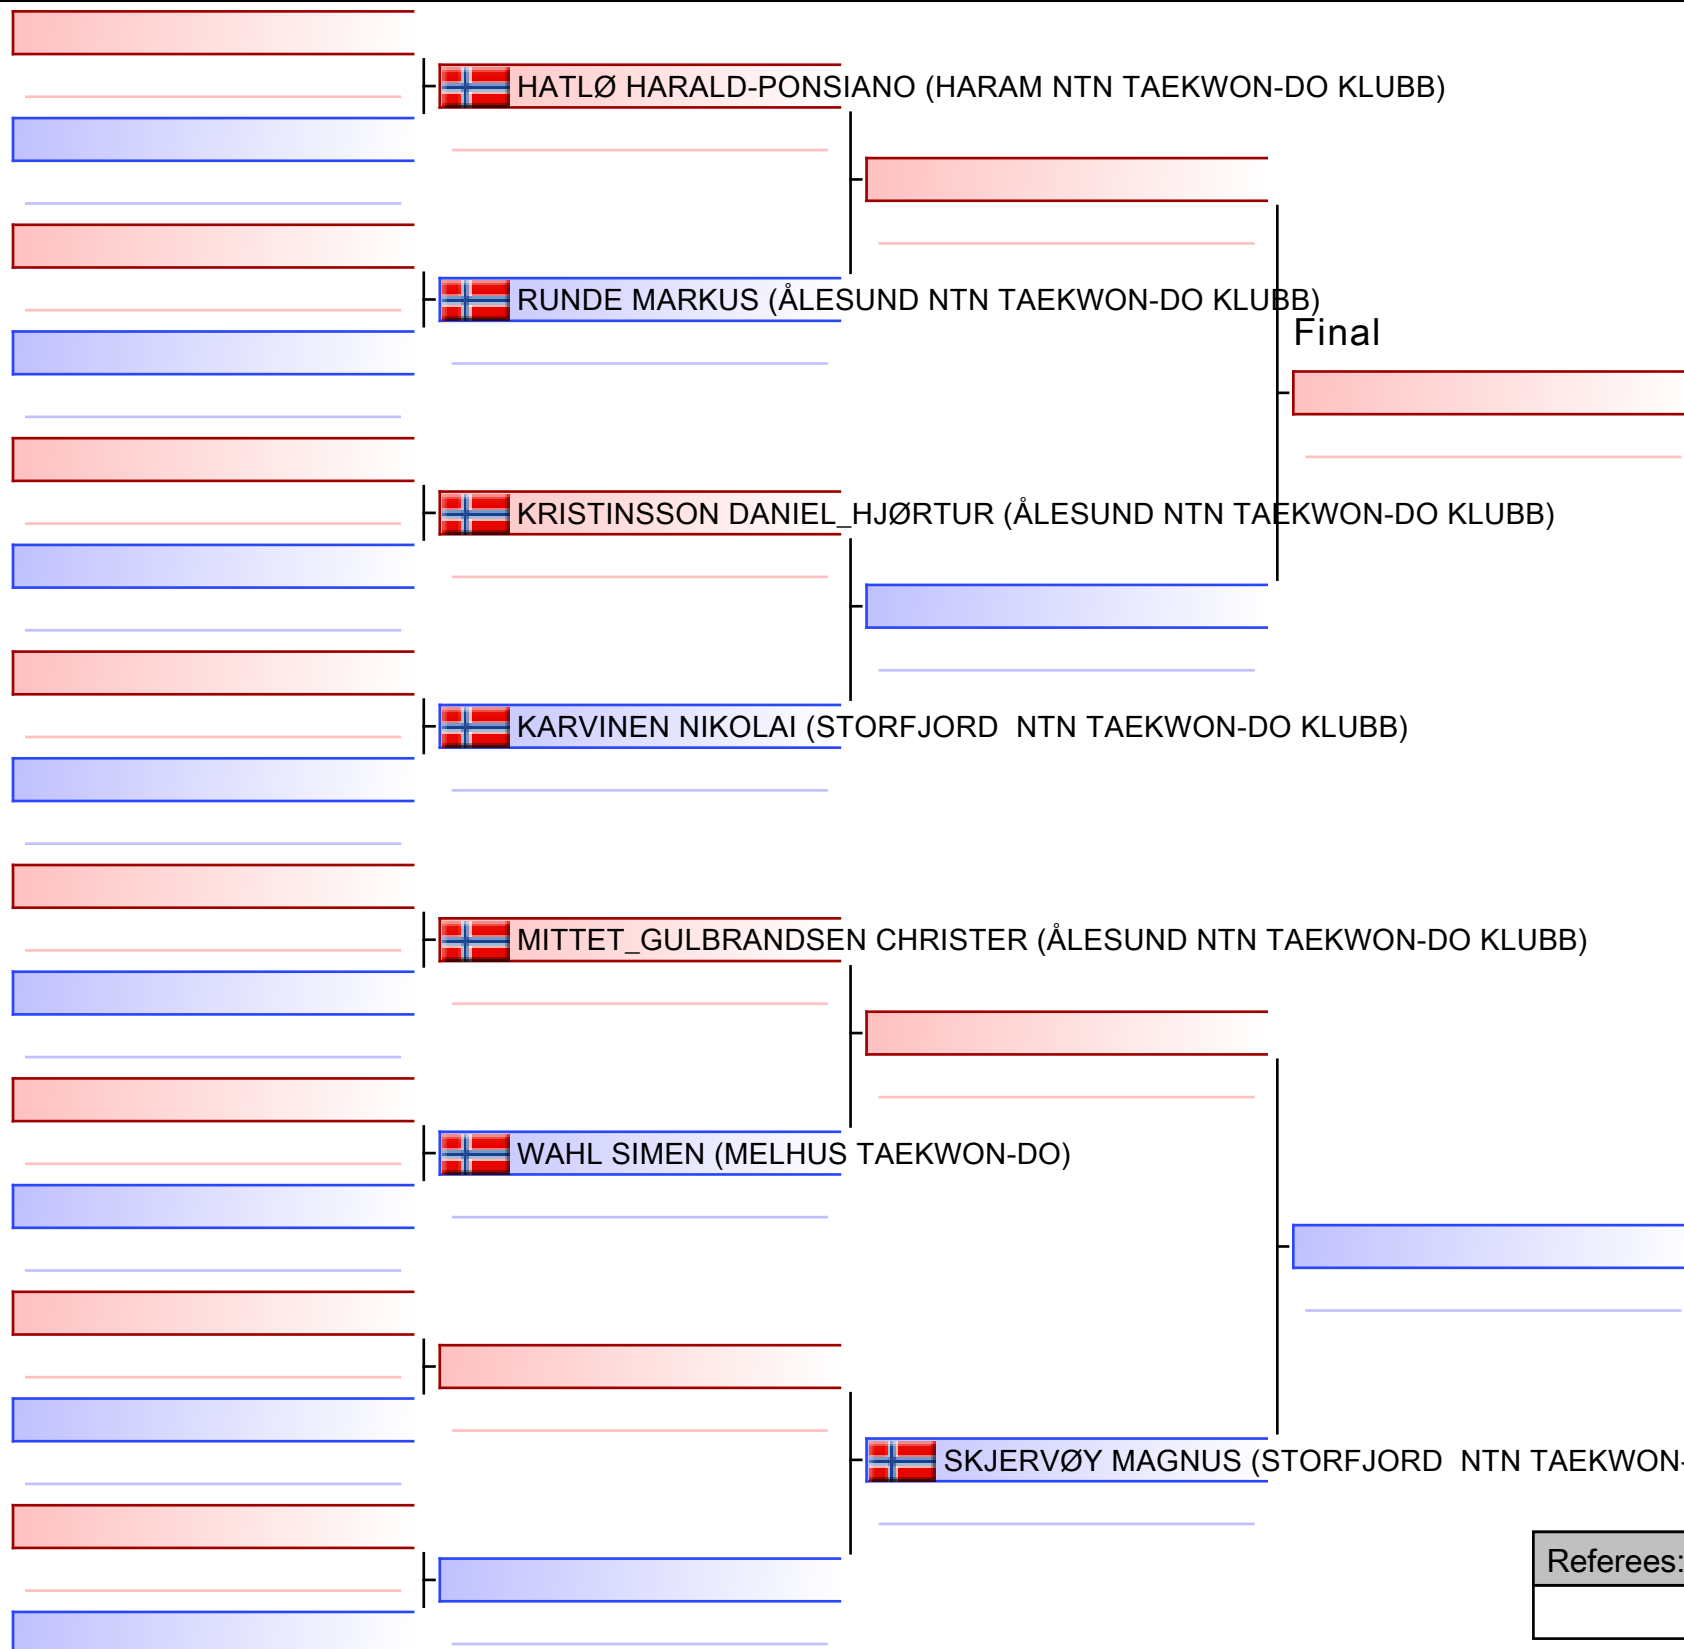 HATLØ HARALD-PONSIANO (HARAM NTN TAEKWON-DO KLUBB)
RUNDE MARKUS (ÅLESUND NTN TAEKWON-DO KLUBB)
Final
KRISTINSSON DANIEL_HJØRTUR (ÅLESUND NTN TAEKWON-DO KLUBB)
KARVINEN NIKOLAI (STORFJORD  NTN TAEKWON-DO KLUBB)
MITTET_GULBRANDSEN CHRISTER (ÅLESUND NTN TAEKWON-DO KLUBB)
WAHL SIMEN (MELHUS TAEKWON-DO)
SKJERVØY MAGNUS (STORFJORD  NTN TAEKWON-
Referees: